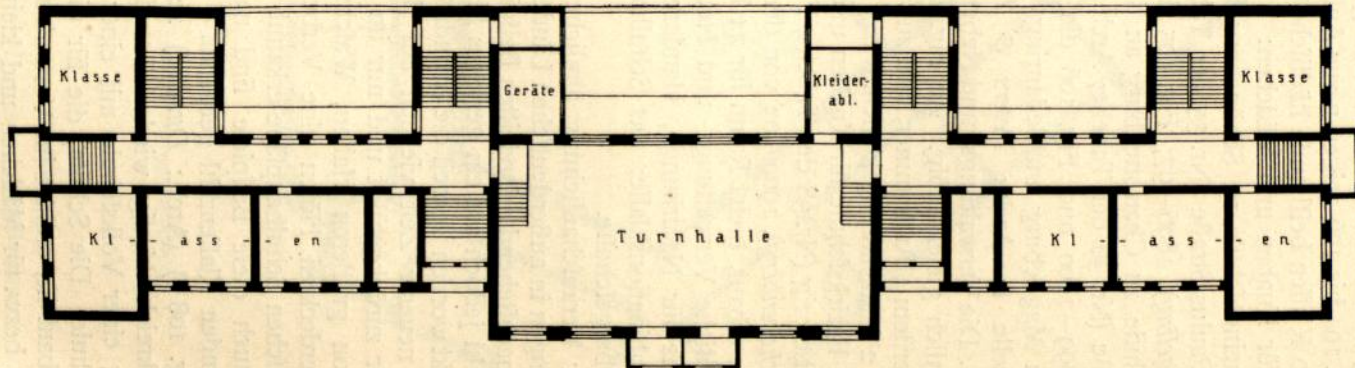 Klasse
Geräte
Kleider-
abl.
Klasse
Kl - - ass - - en
Turnhalle
Kl - - ass - - en